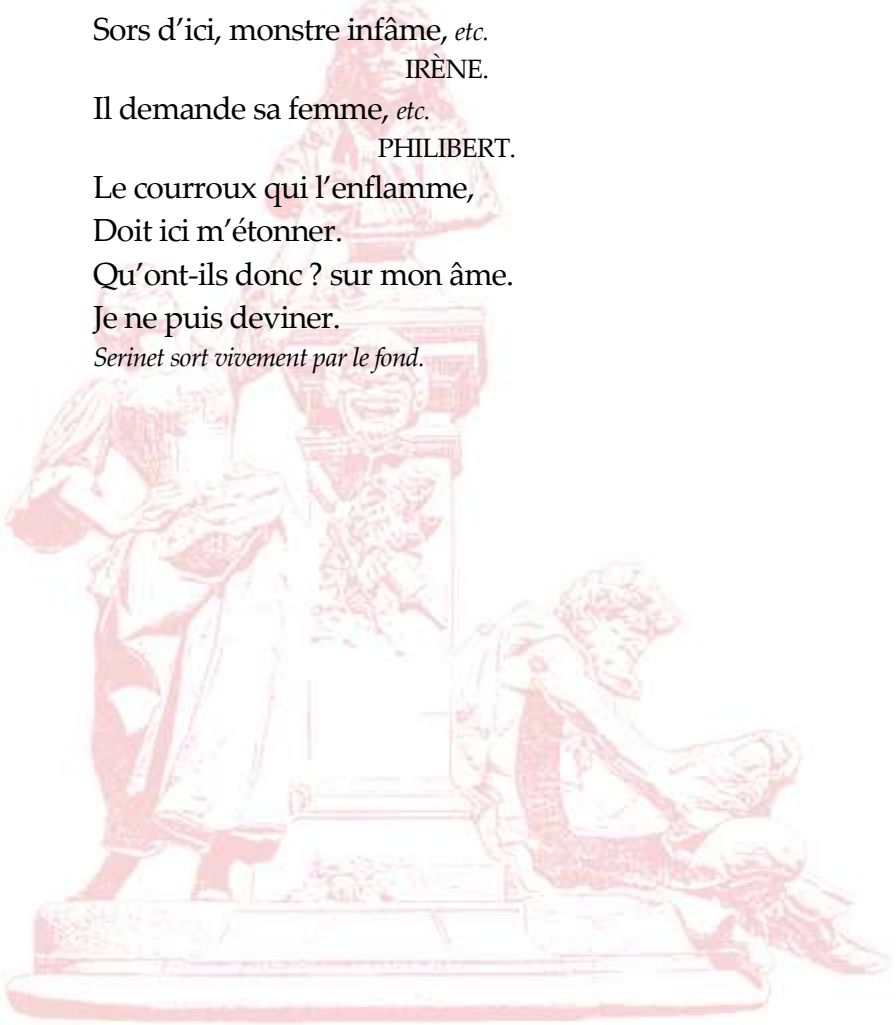 Sors d’ici, monstre infâme, etc.
IRÈNE.
Il demande sa femme, etc.
PHILIBERT.
Le courroux qui l’enflamme,
Doit ici m’étonner.
Qu’ont-ils donc ? sur mon âme.
Je ne puis deviner.
Serinet sort vivement par le fond.